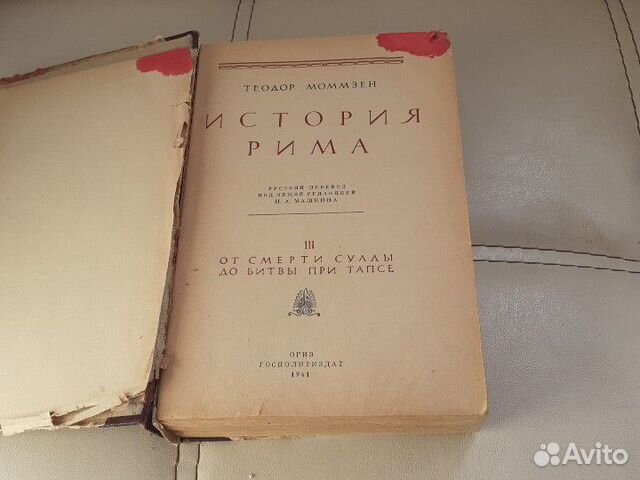 ТЕОДОР МОММЗЕН
ИСТОРИЯ
РИМА
РУССКИЙ ПЕРЕВОД
ПОД ОБЩЕЙ РЕДАКЦИЕЙ
Н. А. МАШКИНА
III
ОТ СМЕРТИ СУЛЛЫ
ДО БИТВЫ ПРИ ТАПСЕ
ОГИЗ
ГОСПОЛИТИЗДАТ
1941
Avito